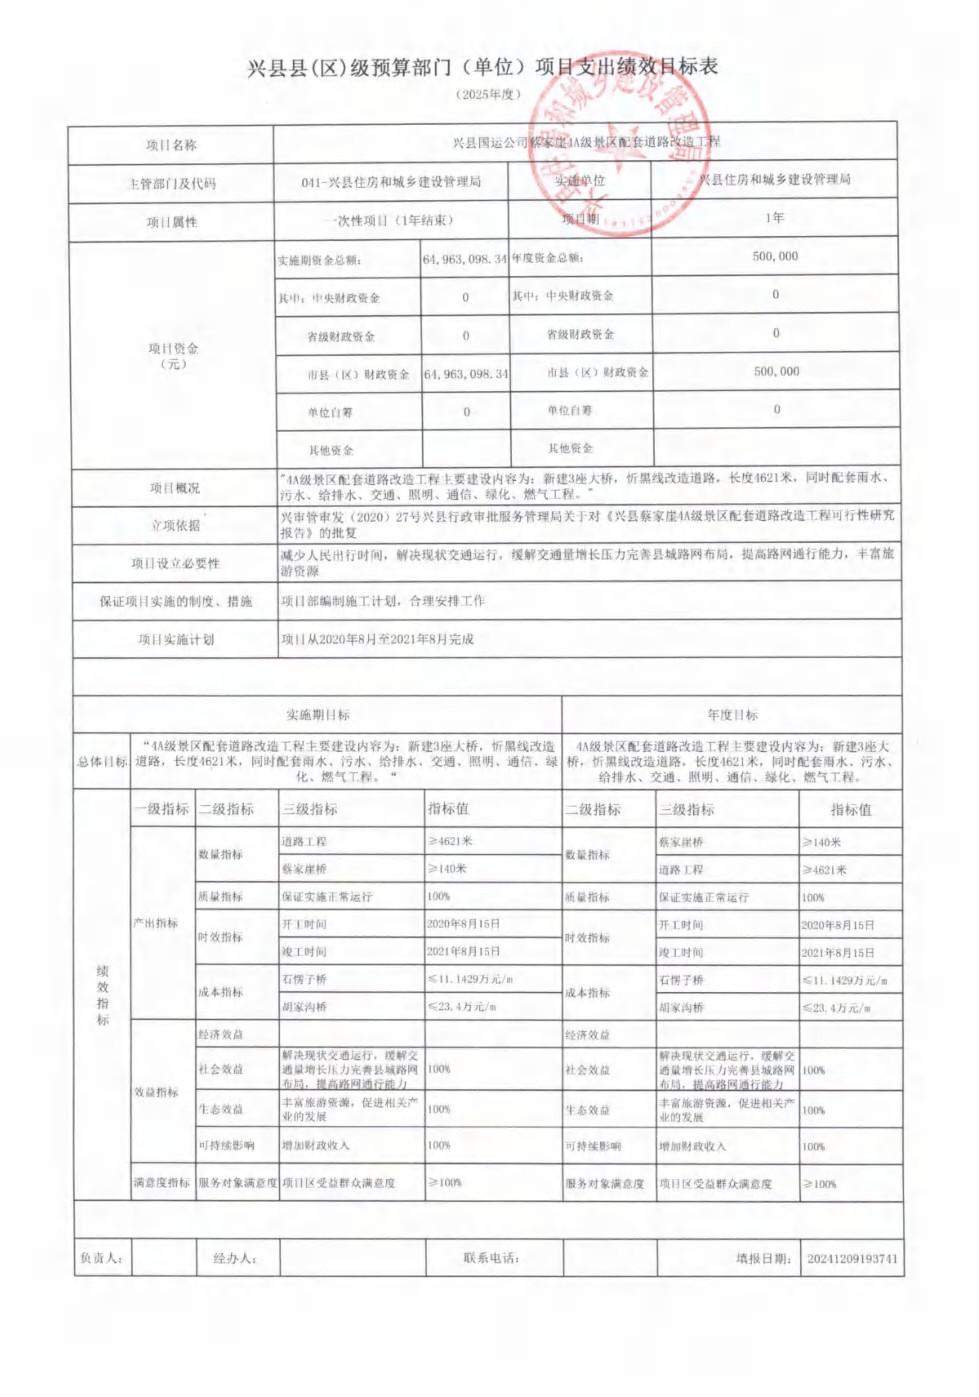 兴县县(区)级预算部门（单位）项目支出绩效目标表
（2025年度）
项目名称 兴县国运公司蔡家崖4A级景区配套道路改造工程
主管部门及代码 041-兴县住房和城乡建设管理局 实施单位 兴县住房和城乡建设管理局
项目属性 一次性项目（1年结束） 项目期 1年
项目资金
（元）
实施期资金总额： 64,963,098.34 年度资金总额： 500,000
其中：中央财政资金 0 其中：中央财政资金 0
省级财政资金 0 省级财政资金 0
市县（区）财政资金 64,963,098.34 市县（区）财政资金 500,000
单位自筹 0 单位自筹 0
其他资金 其他资金
项目概况 "4A级景区配套道路改造工程主要建设内容为：新建3座大桥，忻黑线改造道路，长度4621米，同时配套雨水、
污水、给排水、交通、照明、通信、绿化、燃气工程。"
立项依据 兴审管审发（2020）27号兴县行政审批服务管理局关于对《兴县蔡家崖4A级景区配套道路改造工程可行性研究
报告》的批复
项目设立必要性 减少人民出行时间，解决现状交通运行，缓解交通量增长压力完善县城路网布局，提高路网通行能力，丰富旅
游资源
保证项目实施的制度、措施 项目部编制施工计划，合理安排工作
项目实施计划 项目从2020年8月至2021年8月完成
实施期目标 年度目标
总体目标
“4A级景区配套道路改造工程主要建设内容为：新建3座大桥，忻黑线改造
道路，长度4621米，同时配套雨水、污水、给排水、交通、照明、通信、绿
化、燃气工程。“
4A级景区配套道路改造工程主要建设内容为：新建3座大
桥，忻黑线改造道路，长度4621米，同时配套雨水、污水、
给排水、交通、照明、通信、绿化、燃气工程。
绩
效
指
标
一级指标 二级指标 三级指标 指标值 二级指标 三级指标 指标值
产出指标
数量指标 道路工程 ≥4621米 数量指标 蔡家崖桥 ≥140米
蔡家崖桥 ≥140米 道路工程 ≥4621米
质量指标 保证实施正常运行 100% 质量指标 保证实施正常运行 100%
时效指标 开工时间 2020年8月15日 时效指标 开工时间 2020年8月15日
竣工时间 2021年8月15日 竣工时间 2021年8月15日
成本指标 石愣子桥 ≤11.1429万元/m 成本指标 石愣子桥 ≤11.1429万元/m
胡家沟桥 ≤23.4万元/m 胡家沟桥 ≤23.4万元/m
效益指标
经济效益 经济效益
社会效益
解决现状交通运行，缓解交
通量增长压力完善县城路网
布局，提高路网通行能力
100%
社会效益
解决现状交通运行，缓解交
通量增长压力完善县城路网
布局，提高路网通行能力
100%
生态效益
丰富旅游资源，促进相关产
业的发展
100%
生态效益
丰富旅游资源，促进相关产
业的发展
100%
可持续影响 增加财政收入 100% 可持续影响 增加财政收入 100%
满意度指标 服务对象满意度 项目区受益群众满意度 ≥100% 服务对象满意度 项目区受益群众满意度 ≥100%
负责人： 经办人： 联系电话： 填报日期： 20241209193741